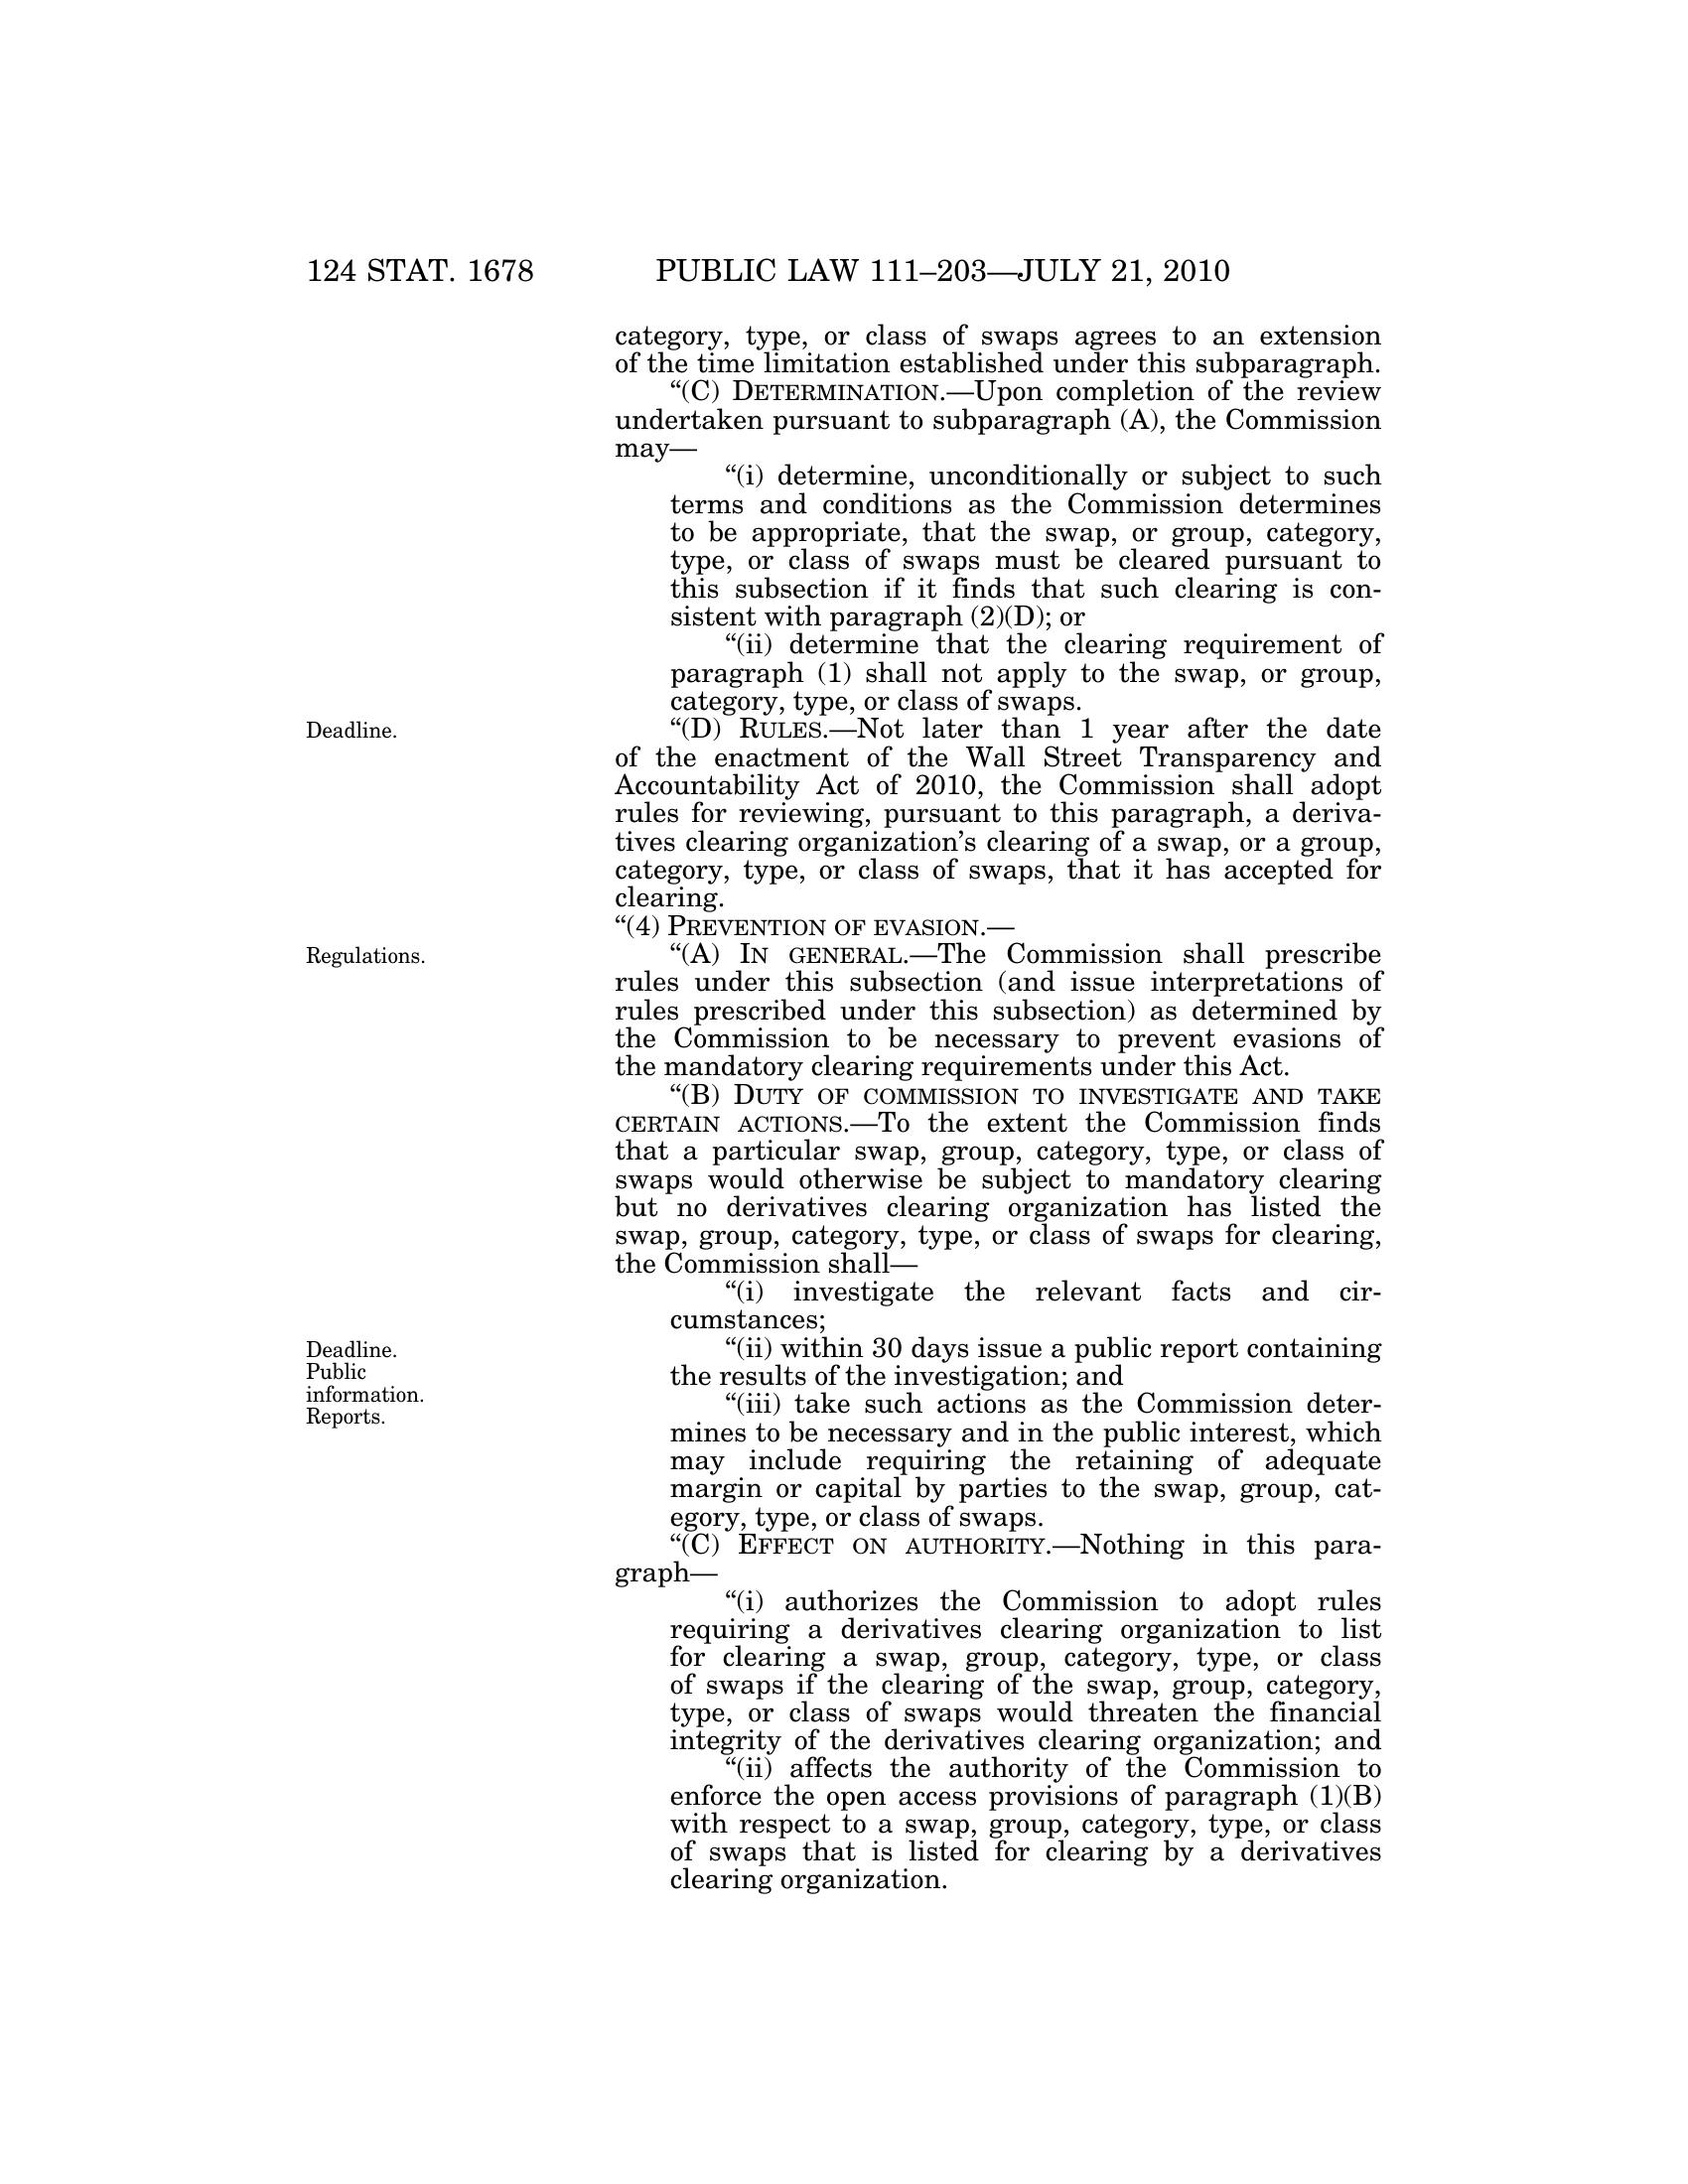 124 STAT. 1678 PUBLIC LAW 111–203—JULY 21, 2010
category, type, or class of swaps agrees to an extension
of the time limitation established under this subparagraph.
“(C) DETERMINATION.—Upon completion of the review
undertaken pursuant to subparagraph (A), the Commission
may—
“(i) determine, unconditionally or subject to such
terms and conditions as the Commission determines
to be appropriate, that the swap, or group, category,
type, or class of swaps must be cleared pursuant to
this subsection if it finds that such clearing is con-
sistent with paragraph (2)(D); or
“(ii) determine that the clearing requirement of
paragraph (1) shall not apply to the swap, or group,
category, type, or class of swaps.
Deadline.
“(D) RULES.—Not later than 1 year after the date
of the enactment of the Wall Street Transparency and
Accountability Act of 2010, the Commission shall adopt
rules for reviewing, pursuant to this paragraph, a deriva-
tives clearing organization’s clearing of a swap, or a group,
category, type, or class of swaps, that it has accepted for
clearing.
“(4) PREVENTION OF EVASION.—
Regulations.
“(A) IN GENERAL.—The Commission shall prescribe
rules under this subsection (and issue interpretations of
rules prescribed under this subsection) as determined by
the Commission to be necessary to prevent evasions of
the mandatory clearing requirements under this Act.
“(B) DUTY OF COMMISSION TO INVESTIGATE AND TAKE
CERTAIN ACTIONS.—To the extent the Commission finds
that a particular swap, group, category, type, or class of
swaps would otherwise be subject to mandatory clearing
but no derivatives clearing organization has listed the
swap, group, category, type, or class of swaps for clearing,
the Commission shall—
“(i) investigate the relevant facts and cir-
cumstances;
Deadline.
Public
information.
Reports.
“(ii) within 30 days issue a public report containing
the results of the investigation; and
“(iii) take such actions as the Commission deter-
mines to be necessary and in the public interest, which
may include requiring the retaining of adequate
margin or capital by parties to the swap, group, cat-
egory, type, or class of swaps.
“(C) EFFECT ON AUTHORITY.—Nothing in this para-
graph—
“(i) authorizes the Commission to adopt rules
requiring a derivatives clearing organization to list
for clearing a swap, group, category, type, or class
of swaps if the clearing of the swap, group, category,
type, or class of swaps would threaten the financial
integrity of the derivatives clearing organization; and
“(ii) affects the authority of the Commission to
enforce the open access provisions of paragraph (1)(B)
with respect to a swap, group, category, type, or class
of swaps that is listed for clearing by a derivatives
clearing organization.